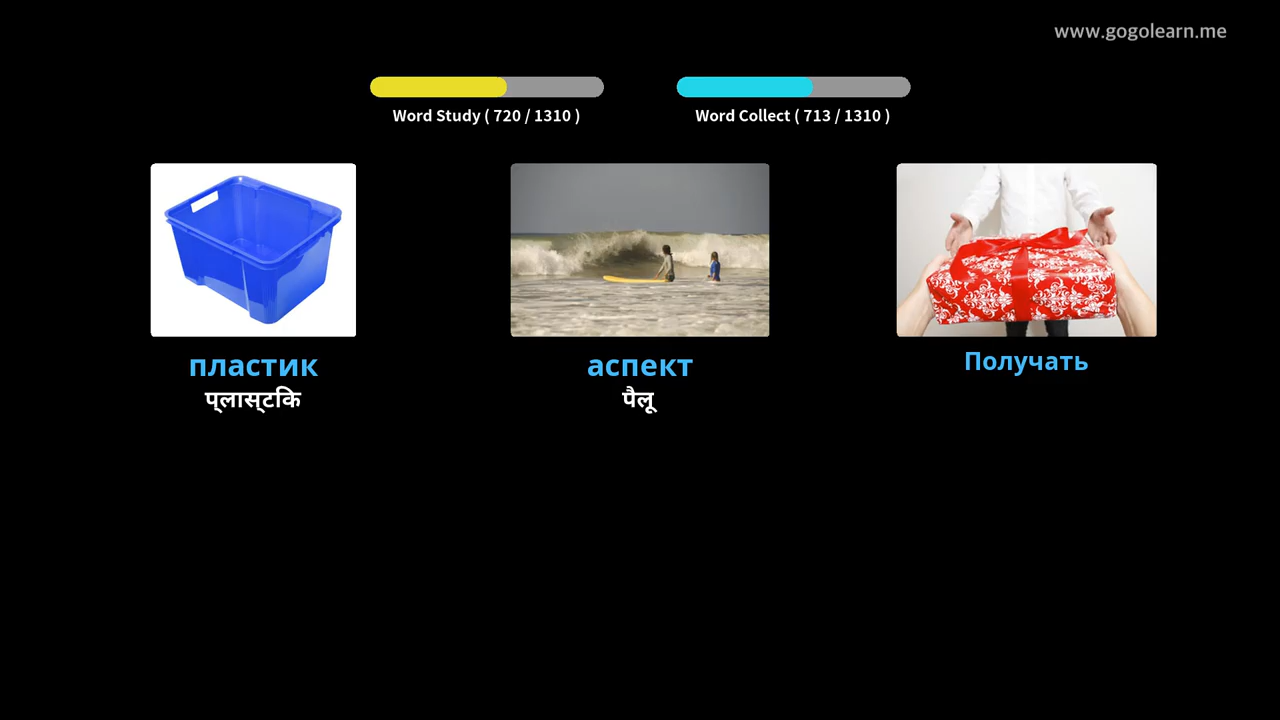 www.gogolearn.me
Word Study ( 720 / 1310 )
Word Collect ( 713 / 1310 )
пластик
प्लास्टिक
аспект
पैलू
Получать